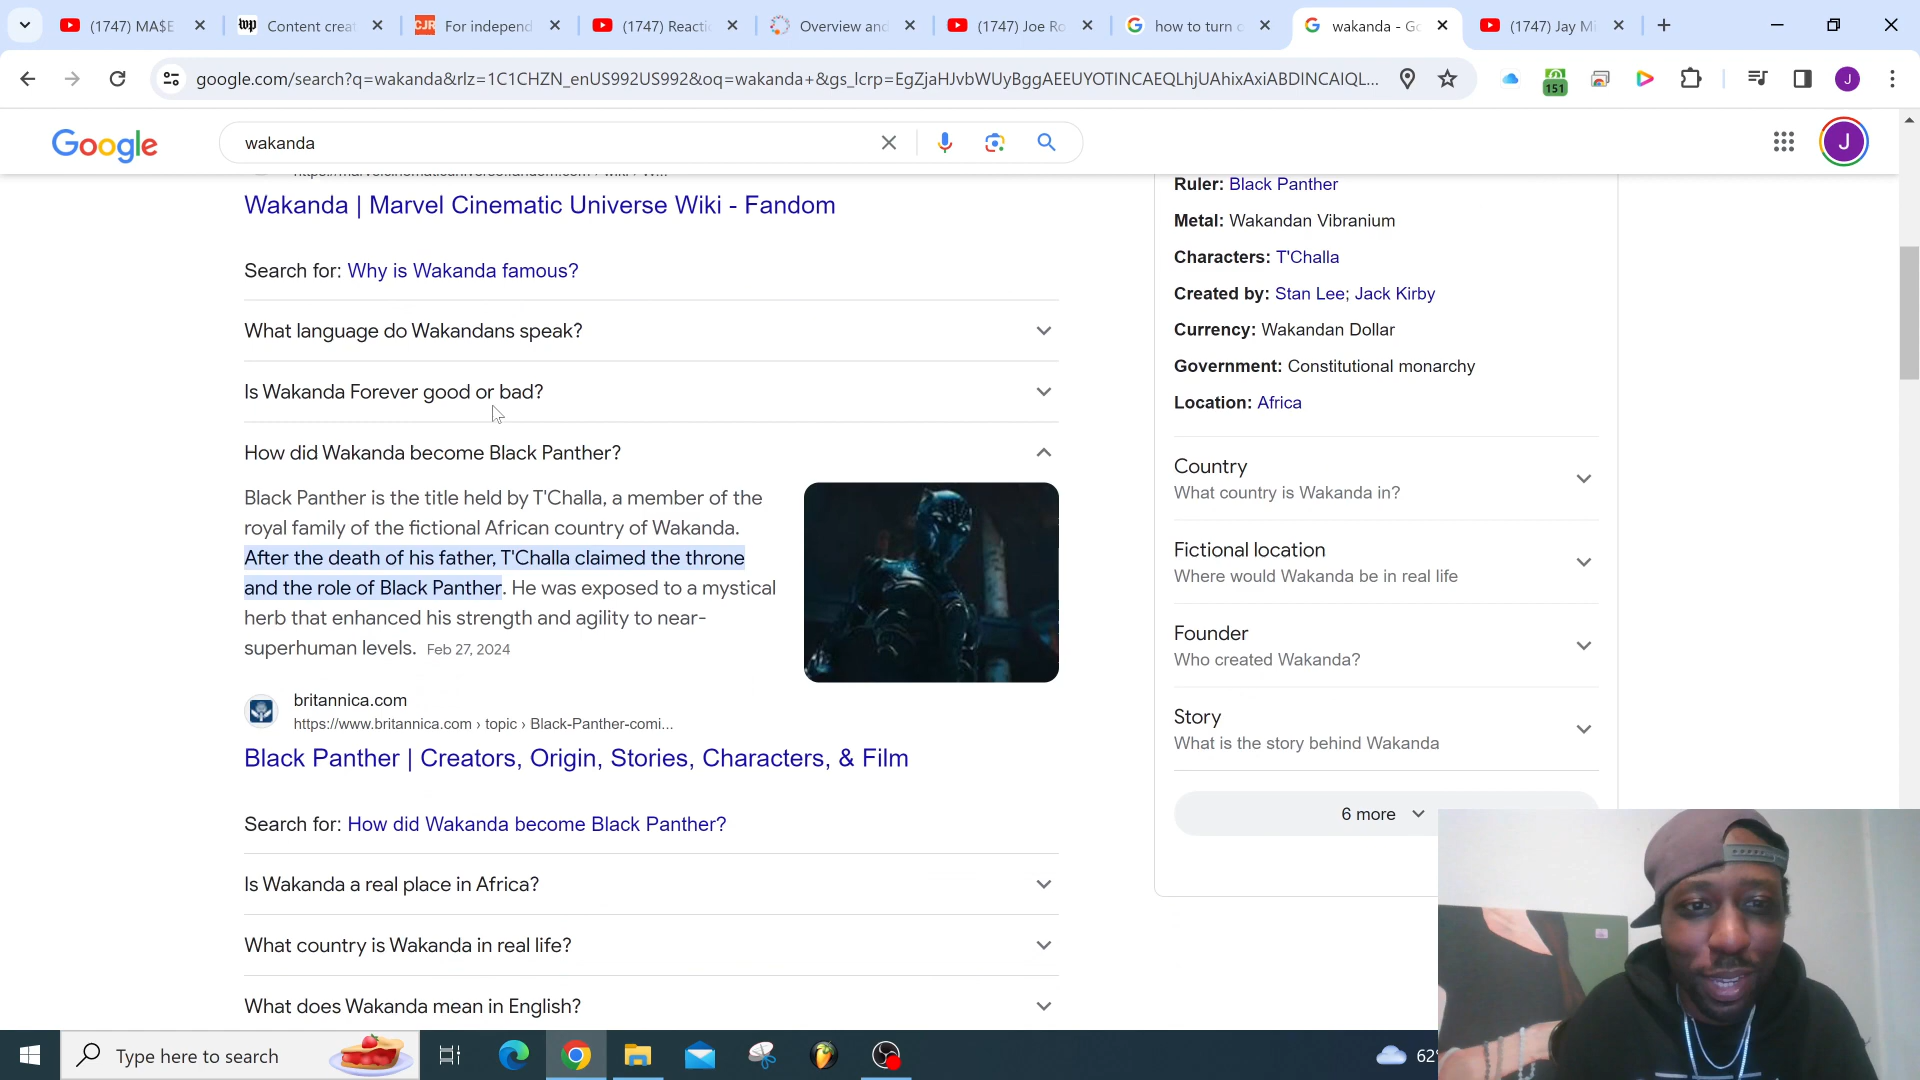 (1747) MA$E
Content creat
CJR For independ
(1747) Reactic
Overview and
(1747) Joe Ro
how to turn c
wakanda - Go
(1747) Jay Mi
google.com/search?q=wakanda&rlz=1C1CHZN_enUS992US992&oq=wakanda+&gs_lcrp=EgZjaHJvbWUyBggAEEUYOTINCAEQLhjUAhixAxiABDINCAIQL...
151
J
Google
wakanda
J
Wakanda | Marvel Cinematic Universe Wiki - Fandom
Search for: Why is Wakanda famous?
What language do Wakandans speak?
Is Wakanda Forever good or bad?
How did Wakanda become Black Panther?
Black Panther is the title held by T'Challa, a member of the
royal family of the fictional African country of Wakanda.
After the death of his father, T'Challa claimed the throne
and the role of Black Panther. He was exposed to a mystical
herb that enhanced his strength and agility to near-
superhuman levels. Feb 27, 2024
britannica.com
https://www.britannica.com › topic › Black-Panther-comi...
Black Panther | Creators, Origin, Stories, Characters, & Film
Search for: How did Wakanda become Black Panther?
Is Wakanda a real place in Africa?
What country is Wakanda in real life?
What does Wakanda mean in English?
Ruler: Black Panther
Metal: Wakandan Vibranium
Characters: T'Challa
Created by: Stan Lee; Jack Kirby
Currency: Wakandan Dollar
Government: Constitutional monarchy
Location: Africa
Country
What country is Wakanda in?
Fictional location
Where would Wakanda be in real life
Founder
Who created Wakanda?
Story
What is the story behind Wakanda
6 more
Type here to search
62°